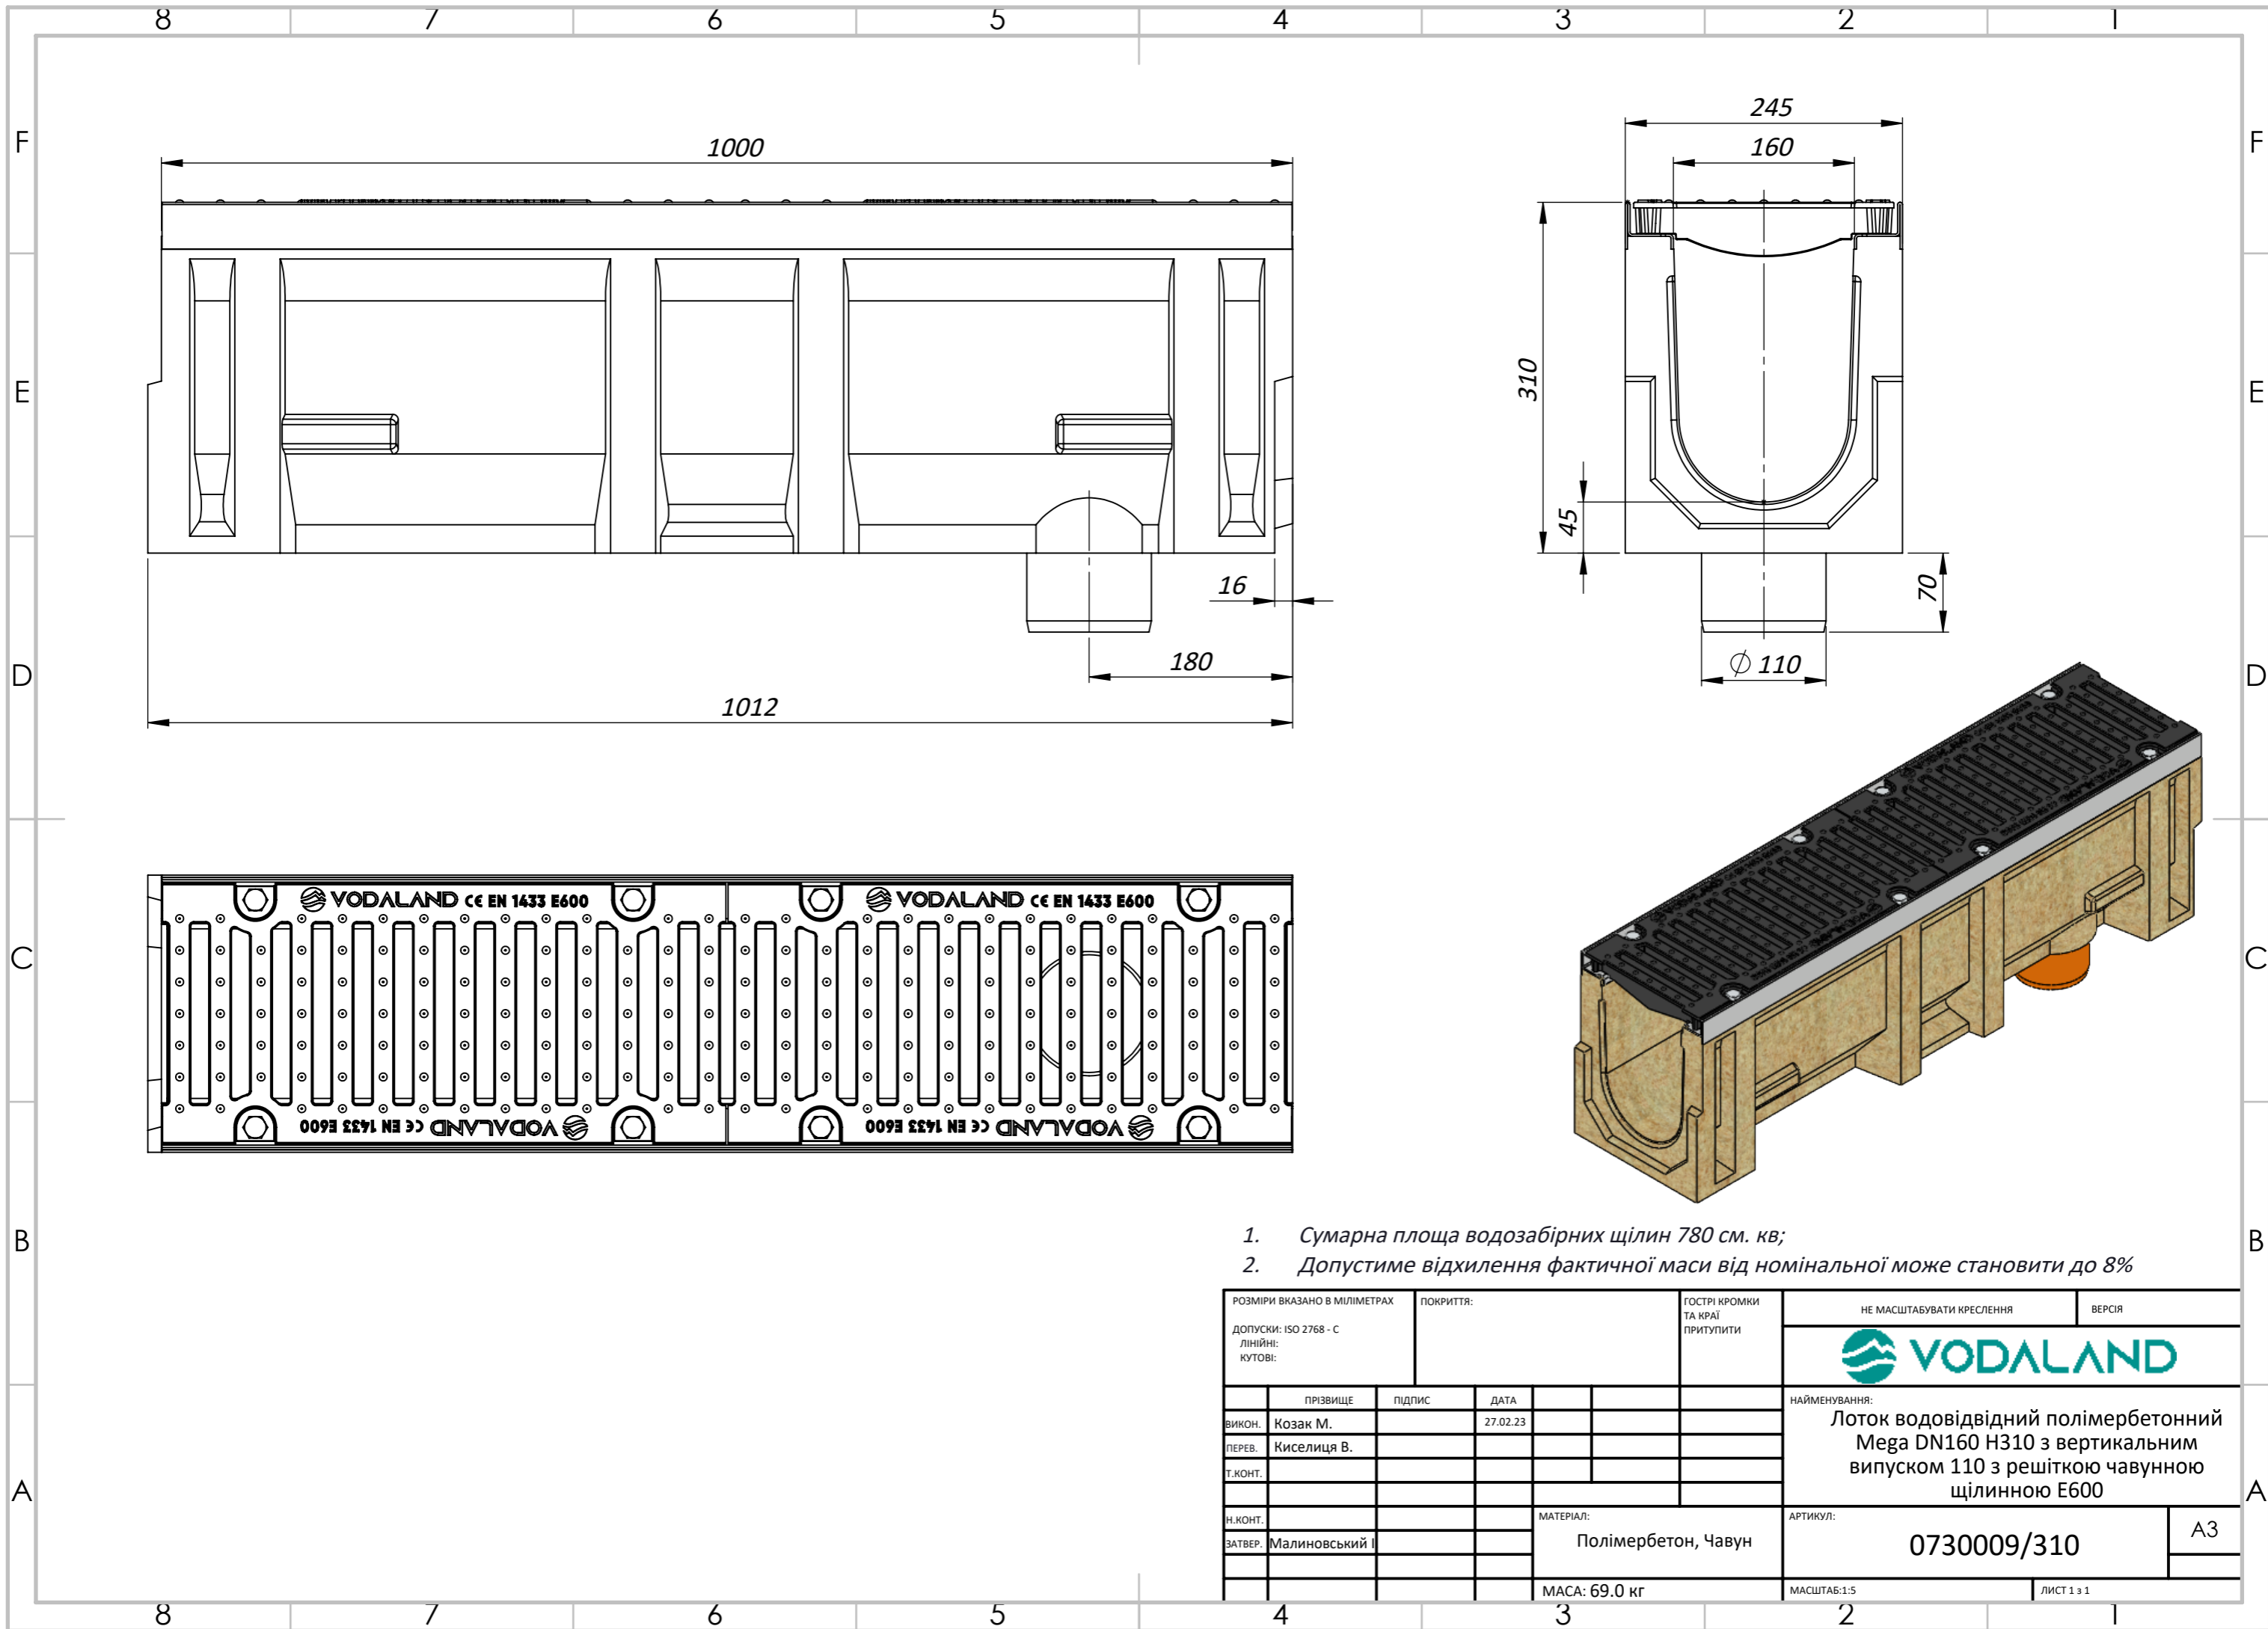 8 7 6 5 4 3 2 1
F F
E E
D D
C C
B B
A A
1000
245
160
310
45
70
16
180
1012
∅ 110
VODALAND CE EN 1433 E600 VODALAND CE EN 1433 E600
VODALAND CE EN 1433 E600 VODALAND CE EN 1433 E600
1. Сумарна площа водозабірних щілин 780 см. кв;
2. Допустиме відхилення фактичної маси від номінальної може становити до 8%
РОЗМІРИ ВКАЗАНО В МІЛІМЕТРАХ
ДОПУСКИ: ISO 2768 - C
ЛІНІЙНІ:
КУТОВІ:
ПОКРИТТЯ:
ГОСТРІ КРОМКИ
ТА КРАЇ
ПРИТУПИТИ
НЕ МАСШТАБУВАТИ КРЕСЛЕННЯ
ВЕРСІЯ
VODALAND
ПРІЗВИЩЕ ПІДПИС ДАТА
ВИКОН. Козак М. 27.02.23
ПЕРЕВ. Киселиця В.
Т.КОНТ.
Н.КОНТ.
ЗАТВЕР. Малиновський І
НАЙМЕНУВАННЯ:
Лоток водовідвідний полімербетонний
Mega DN160 H310 з вертикальним
випуском 110 з решіткою чавунною
щілинною E600
МАТЕРІАЛ:
Полімербетон, Чавун
АРТИКУЛ:
0730009/310
A3
МАСА: 69.0 кг
МАСШТАБ:1:5
ЛИСТ 1 з 1
8 7 6 5 4 3 2 1